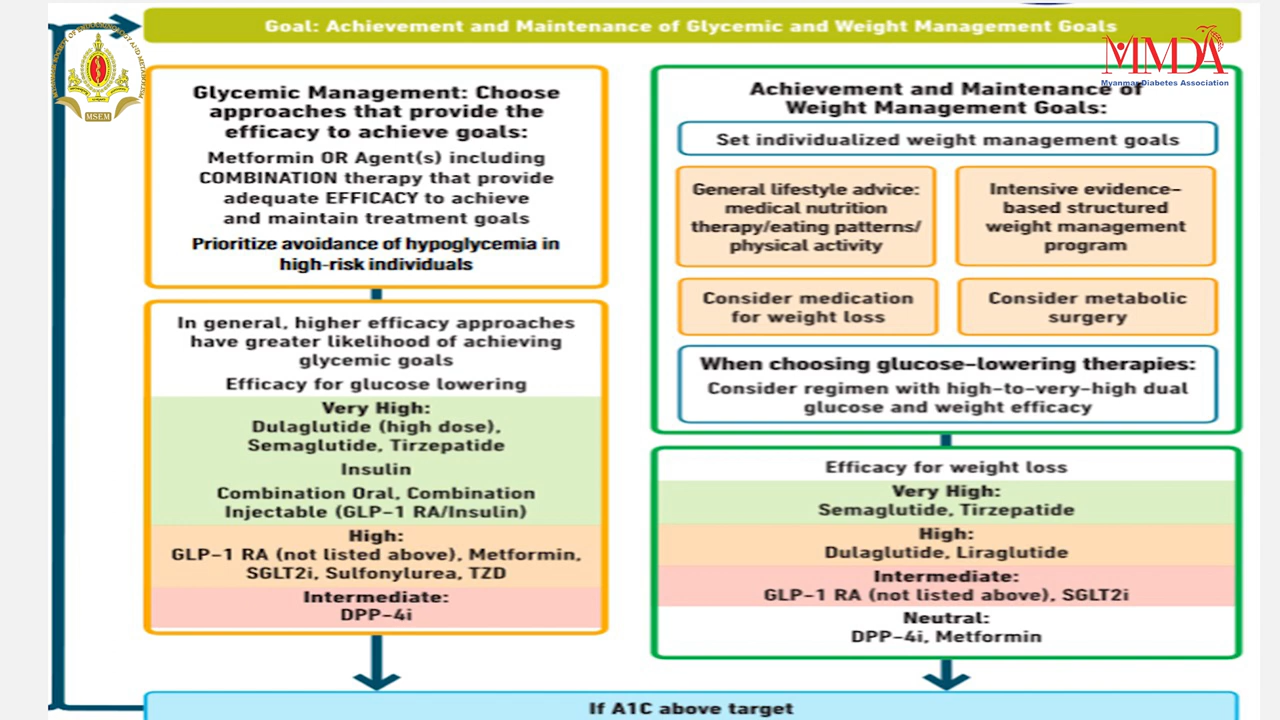 Goal: Achievement and Maintenance of Glycemic and Weight Management Goals
MMDA
Myanmar Diabetes Association
MSEM
Glycemic Management: Choose
approaches that provide the
efficacy to achieve goals:
Metformin OR Agent(s) including
COMBINATION therapy that provide
adequate EFFICACY to achieve
and maintain treatment goals
Prioritize avoidance of hypoglycemia in
high-risk individuals
In general, higher efficacy approaches
have greater likelihood of achieving
glycemic goals
Efficacy for glucose lowering
Very High:
Dulaglutide (high dose),
Semaglutide, Tirzepatide
Insulin
Combination Oral, Combination
Injectable (GLP-1 RA/Insulin)
High:
GLP-1 RA (not listed above), Metformin,
SGLT2i, Sulfonylurea, TZD
Intermediate:
DPP-4i
Achievement and Maintenance of
Weight Management Goals:
Set individualized weight management goals
General lifestyle advice:
medical nutrition
therapy/eating patterns/
physical activity
Intensive evidence-
based structured
weight management
program
Consider medication
for weight loss
Consider metabolic
surgery
When choosing glucose-lowering therapies:
Consider regimen with high-to-very-high dual
glucose and weight efficacy
Efficacy for weight loss
Very High:
Semaglutide, Tirzepatide
High:
Dulaglutide, Liraglutide
Intermediate:
GLP-1 RA (not listed above), SGLT2i
Neutral:
DPP-4i, Metformin
If A1C above target